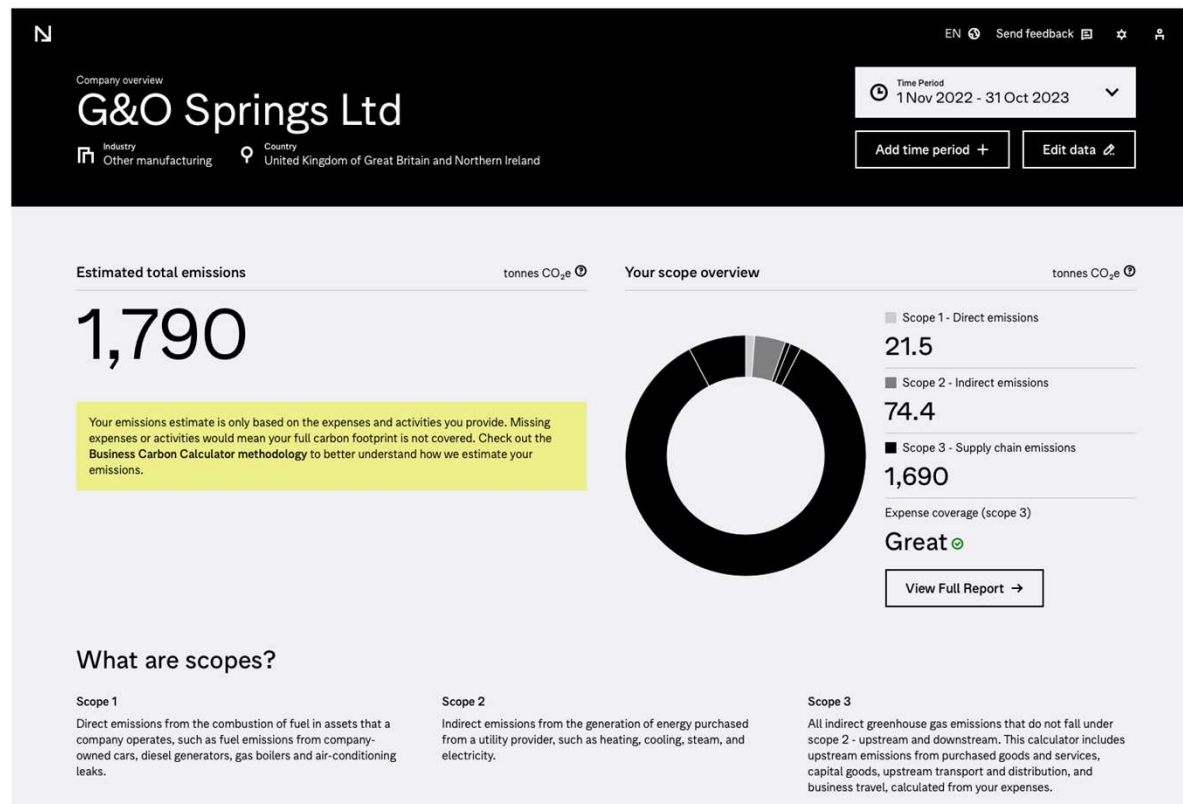 EN
Send feedback
Company overview
G&O Springs Ltd
Industry
Other manufacturing
Country
United Kingdom of Great Britain and Northern Ireland
Time Period
1 Nov 2022 - 31 Oct 2023
Add time period +
Edit data
Estimated total emissions
tonnes CO₂e
1,790
Your emissions estimate is only based on the expenses and activities you provide. Missing
expenses or activities would mean your full carbon footprint is not covered. Check out the
Business Carbon Calculator methodology to better understand how we estimate your
emissions.
Your scope overview
tonnes CO₂e
Scope 1 - Direct emissions
21.5
Scope 2 - Indirect emissions
74.4
Scope 3 - Supply chain emissions
1,690
Expense coverage (scope 3)
Great
View Full Report →
What are scopes?
Scope 1
Direct emissions from the combustion of fuel in assets that a
company operates, such as fuel emissions from company-
owned cars, diesel generators, gas boilers and air-conditioning
leaks.
Scope 2
Indirect emissions from the generation of energy purchased
from a utility provider, such as heating, cooling, steam, and
electricity.
Scope 3
All indirect greenhouse gas emissions that do not fall under
scope 2 - upstream and downstream. This calculator includes
upstream emissions from purchased goods and services,
capital goods, upstream transport and distribution, and
business travel, calculated from your expenses.